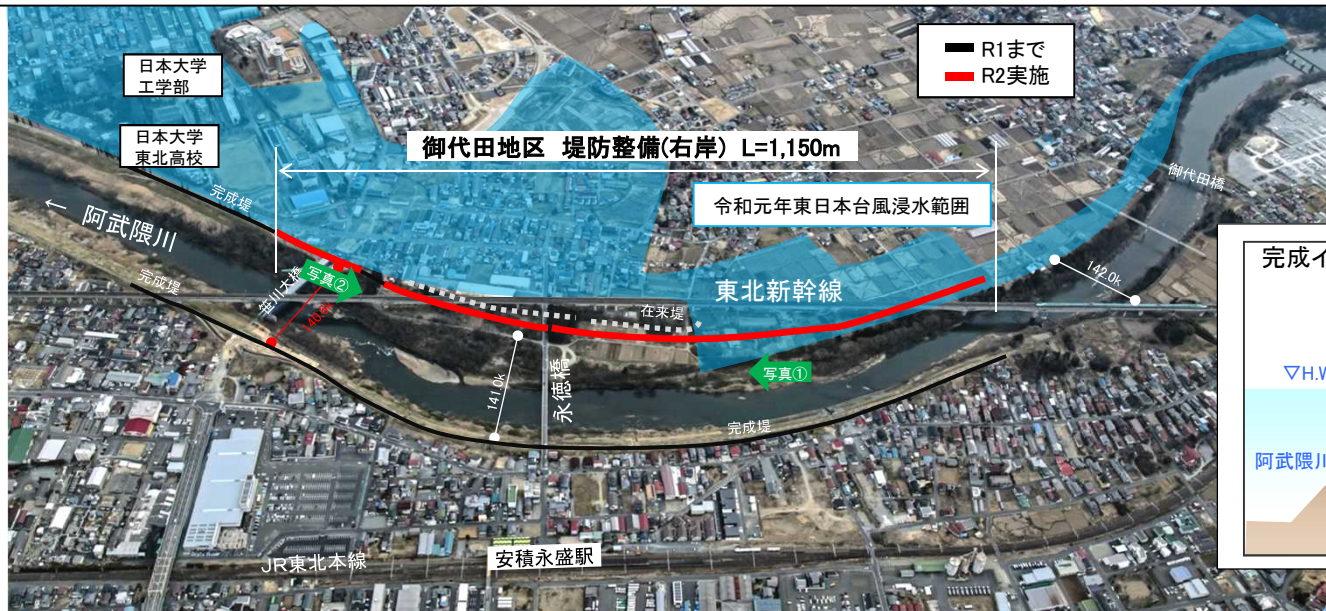 日本大学
工学部
日本大学
東北高校
R1まで
R2実施
御代田地区 堤防整備(右岸) L=1,150m
令和元年東日本台風浸水範囲
御代田橋
142.0k
完成堤
← 阿武隈川
完成堤
笹川大橋
写真②
東北新幹線
在来堤
写真①
141.0k
永徳橋
完成堤
JR東北本線
安積永盛駅
完成イ
▽H.W
阿武隈川